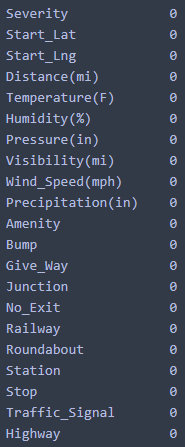 Severity 0
Start_Lat 0
Start_Lng 0
Distance(mi) 0
Temperature(F) 0
Humidity(%) 0
Pressure(in) 0
Visibility(mi) 0
Wind_Speed(mph) 0
Precipitation(in) 0
Amenity 0
Bump 0
Give_Way 0
Junction 0
No_Exit 0
Railway 0
Roundabout 0
Station 0
Stop 0
Traffic_Signal 0
Highway 0